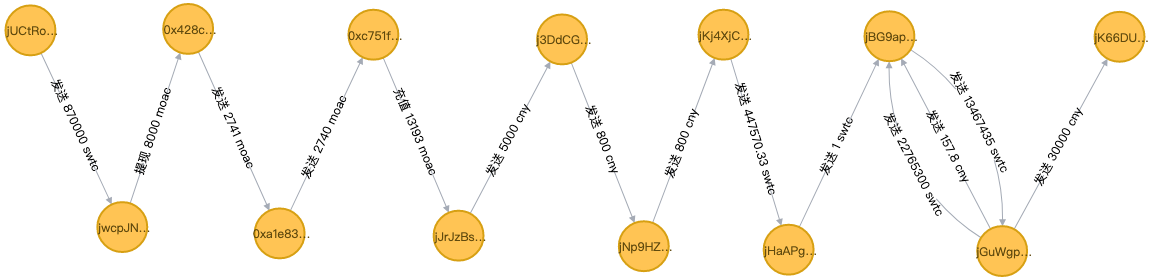 jUCtRo...
0x428c...
0xc751f...
j3DdCG...
jKj4XjC...
jBG9ap...
jK66DU...
发送 870000 swtc
提现 8000 moac
发送 2741 moac
发送 2740 moac
充值 13193 moac
发送 5000 cny
发送 800 cny
发送 800 cny
发送 447570.33 swtc
发送 1 swtc
发送 22765300 swtc
发送 157.8 cny
发送 13467435 swtc
发送 30000 cny
jwcpJN...
0xa1e83...
jJrJzBs...
jNp9HZ...
jHaAPg...
jGuWgp...